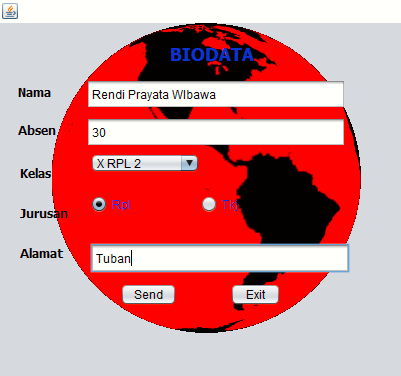 BIODATA
Nama Rendi Prayata WIbawa
Absen 30
Kelas X RPL 2
Jurusan Rpl Tkj
Alamat Tuban
Send Exit